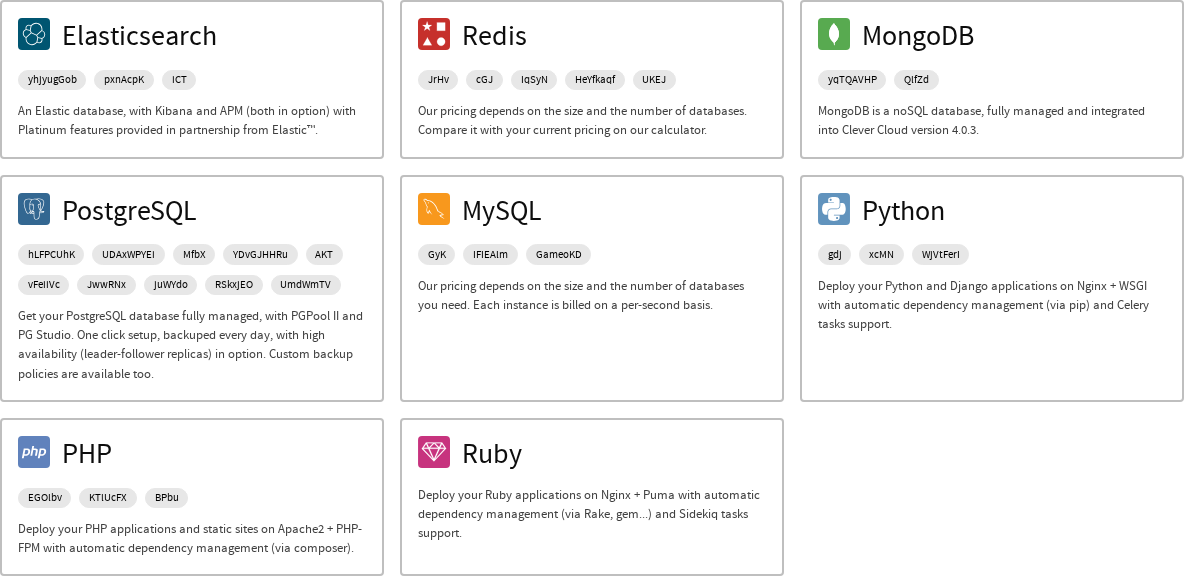 Elasticsearch
yhjyugGob pxnAcpK ICT
An Elastic database, with Kibana and APM (both in option) with
Platinum features provided in partnership from Elastic™.
Redis
JrHv cGJ IqSyN HeYfkaqf UKEJ
Our pricing depends on the size and the number of databases.
Compare it with your current pricing on our calculator.
MongoDB
yqTQAVHP QIfZd
MongoDB is a noSQL database, fully managed and integrated
into Clever Cloud version 4.0.3.
PostgreSQL
hLFPCUhK UDAxWPYEI MfbX YDvGJHHRu AKT
vFeIIVc JwwRNx JuWYdo RSkxjEO UmdWmTV
Get your PostgreSQL database fully managed, with PGPool II and
PG Studio. One click setup, backuped every day, with high
availability (leader-follower replicas) in option. Custom backup
policies are available too.
MySQL
GyK IFIEAlm GameoKD
Our pricing depends on the size and the number of databases
you need. Each instance is billed on a per-second basis.
Python
gdJ xcMN WJVtFerI
Deploy your Python and Django applications on Nginx + WSGI
with automatic dependency management (via pip) and Celery
tasks support.
php PHP
EGOlbv KTIUcFX BPbu
Deploy your PHP applications and static sites on Apache2 + PHP-
FPM with automatic dependency management (via composer).
Ruby
Deploy your Ruby applications on Nginx + Puma with automatic
dependency management (via Rake, gem…) and Sidekiq tasks
support.